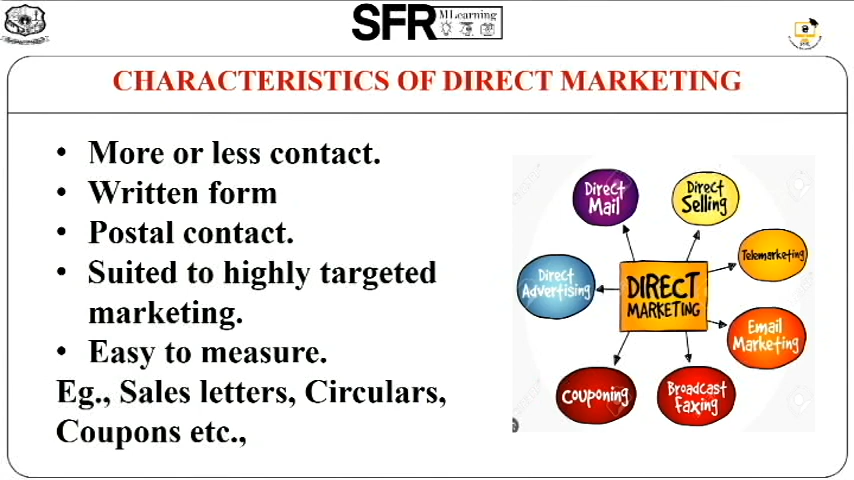 SFR
MLearning
CHARACTERISTICS OF DIRECT MARKETING
• More or less contact.
• Written form
• Postal contact.
• Suited to highly targeted
marketing.
• Easy to measure.
Eg., Sales letters, Circulars,
Coupons etc.,
Direct
Mail
Direct
Selling
Telemarketing
Direct
Advertising
DIRECT
MARKETING
Email
Marketing
Couponing
Broadcast
Faxing